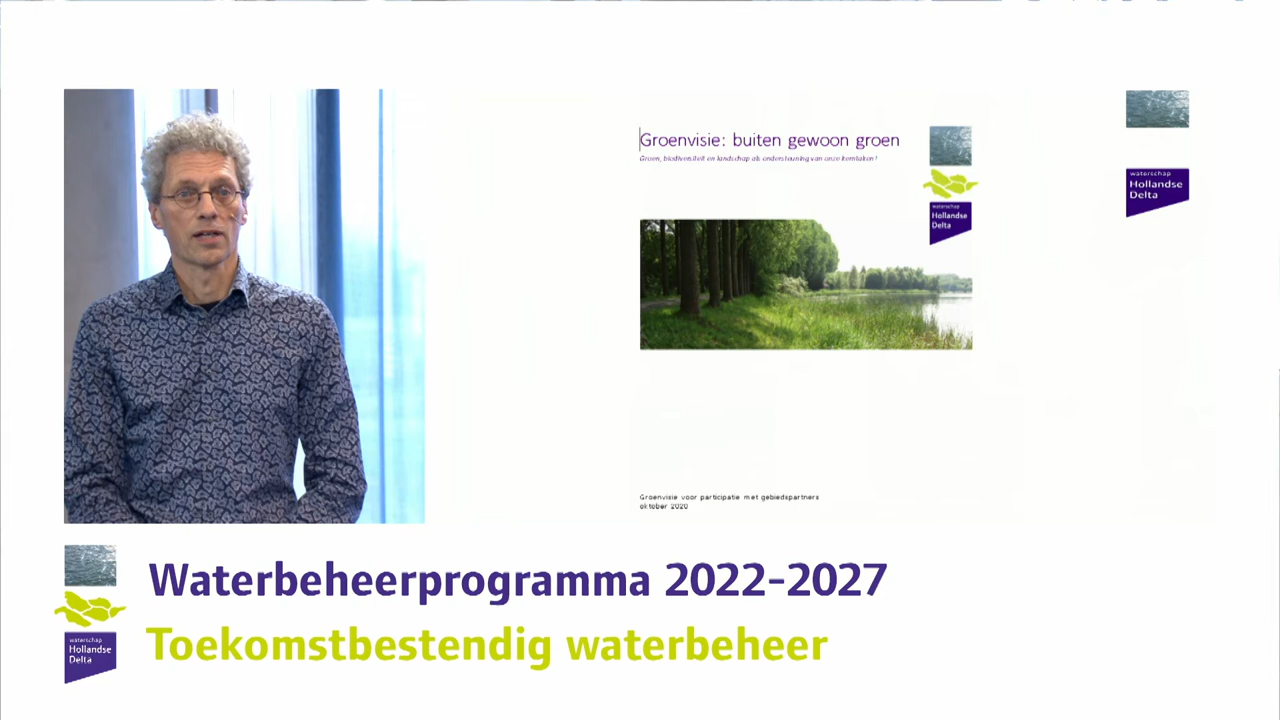 Groenvisie: buiten gewoon groen
Groen, biodiversiteit en landschap als ondersteuning van onze kerntaken!
waterschap
Hollandse
Delta
waterschap
Hollandse
Delta
Groenvisie voor participatie met gebiedspartners
oktober 2020
waterschap
Hollandse
Delta
Waterbeheerprogramma 2022-2027
Toekomstbestendig waterbeheer